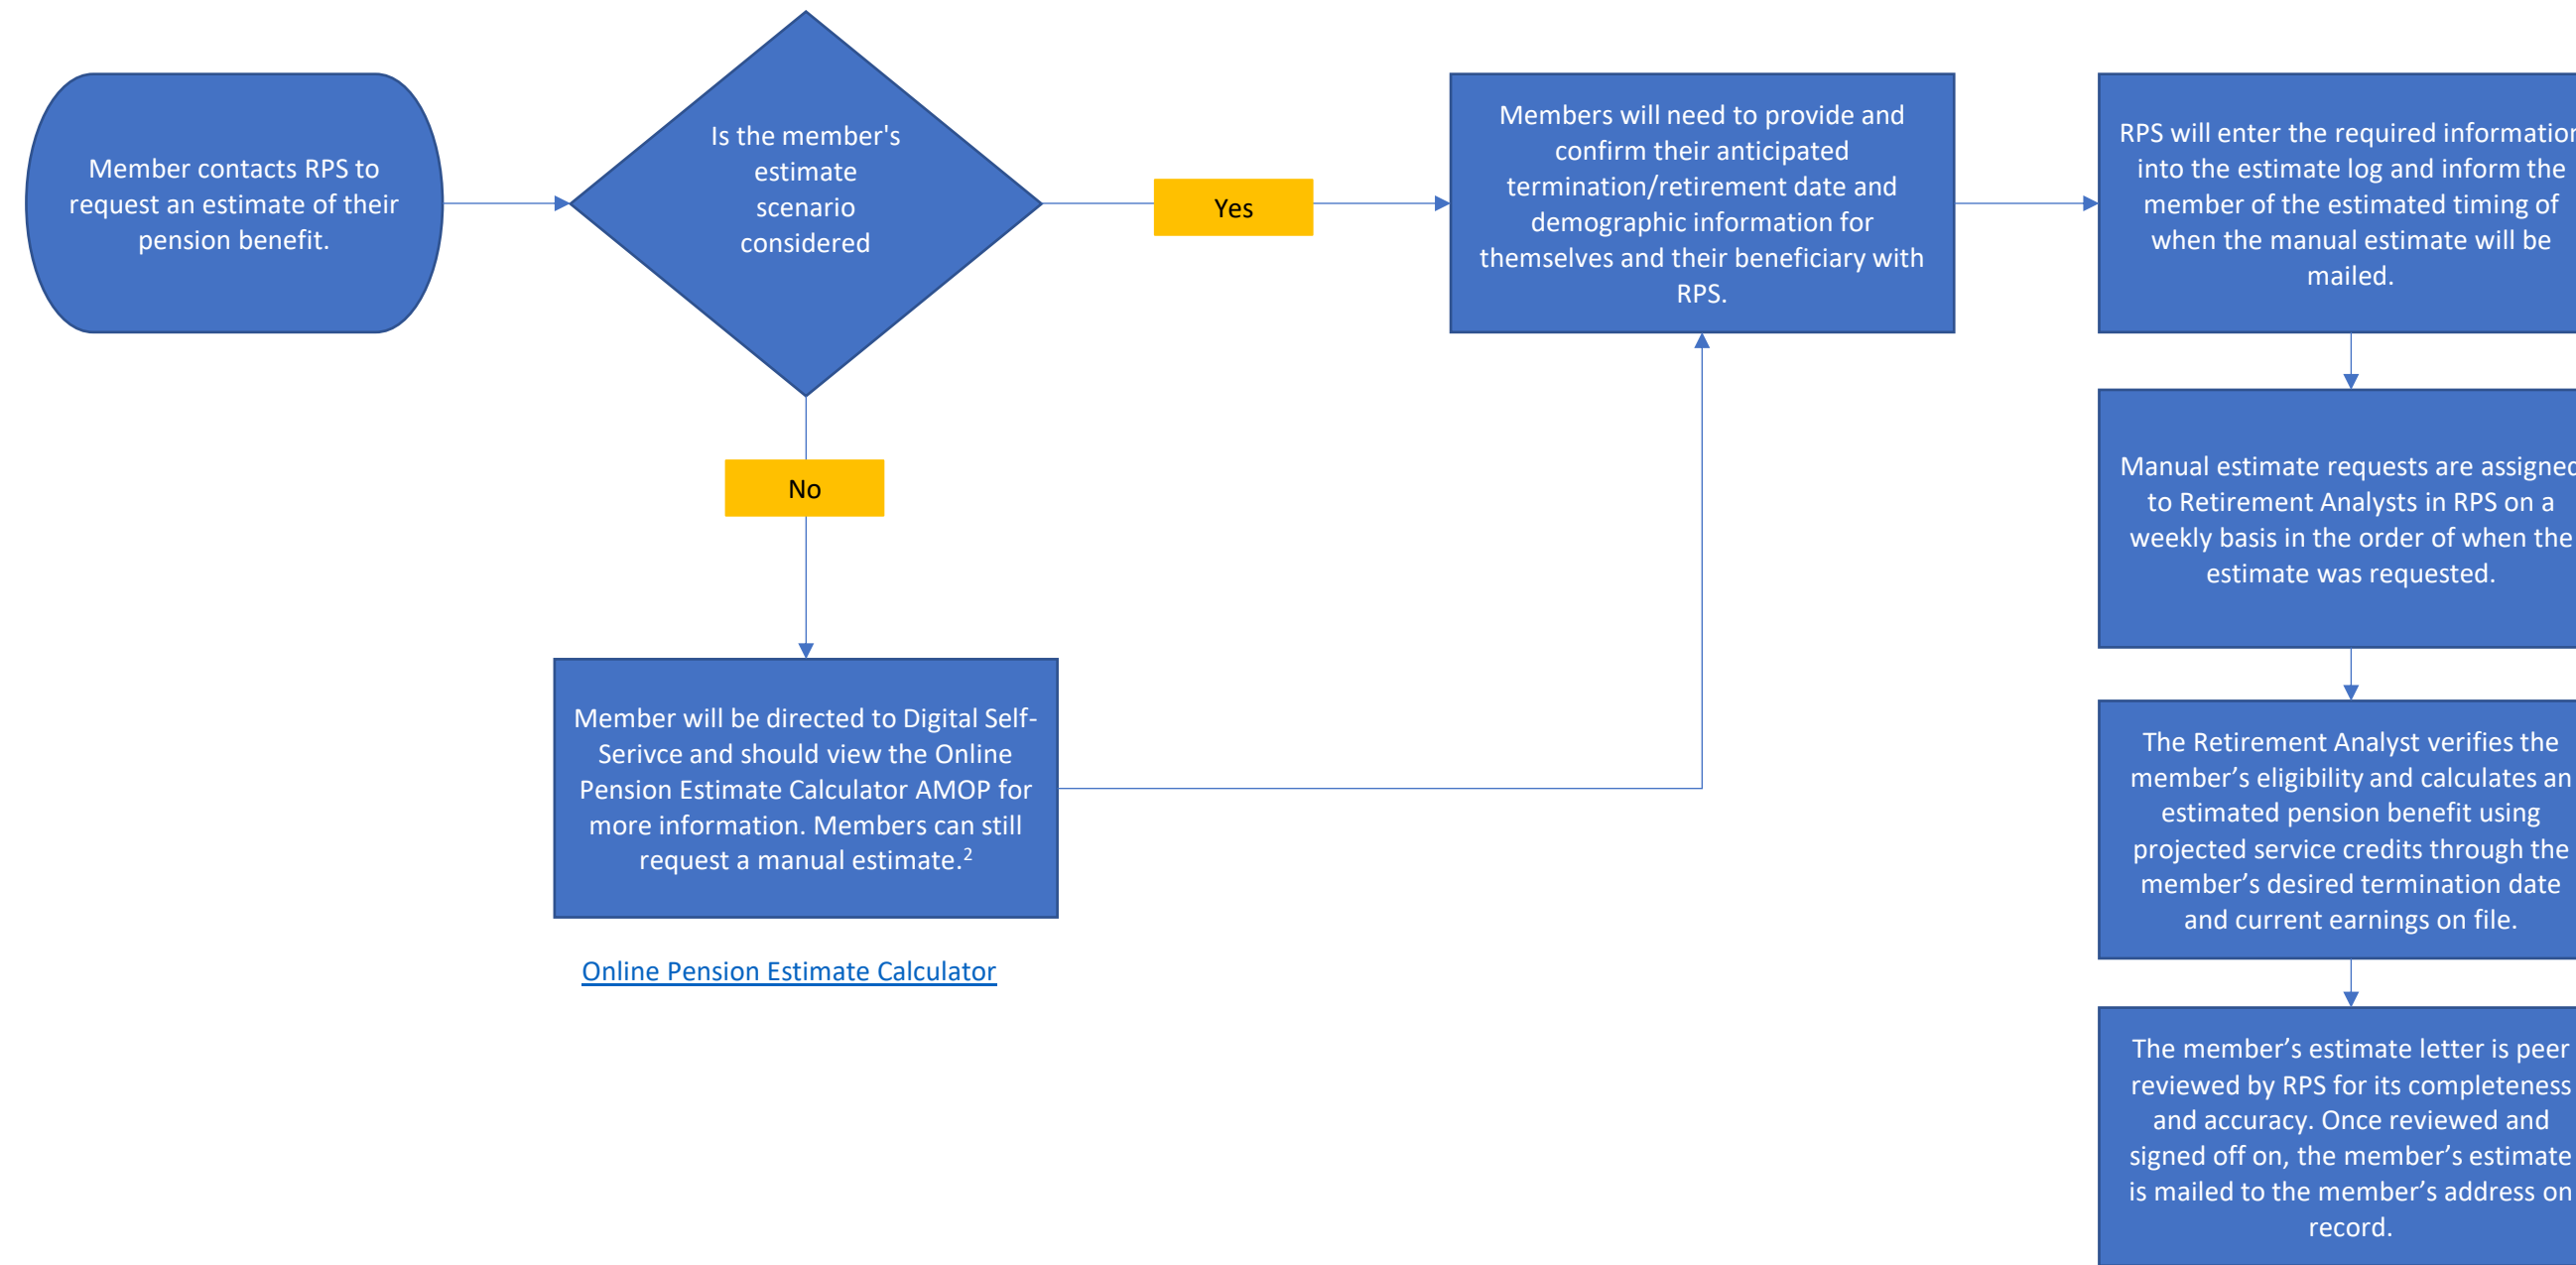 Member contacts RPS to
request an estimate of their
pension benefit.
Is the member's
estimate
scenario
considered
Yes
Members will need to provide and
confirm their anticipated
termination/retirement date and
demographic information for
themselves and their beneficiary with
RPS.
RPS will enter the required information
into the estimate log and inform the
member of the estimated timing of
when the manual estimate will be
mailed.
No
Manual estimate requests are assigned
to Retirement Analysts in RPS on a
weekly basis in the order of when the
estimate was requested.
Member will be directed to Digital Self-
Serivce and should view the Online
Pension Estimate Calculator AMOP for
more information. Members can still
request a manual estimate.²
Online Pension Estimate Calculator
The Retirement Analyst verifies the
member’s eligibility and calculates an
estimated pension benefit using
projected service credits through the
member’s desired termination date
and current earnings on file.
The member’s estimate letter is peer
reviewed by RPS for its completeness
and accuracy. Once reviewed and
signed off on, the member’s estimate
is mailed to the member’s address on
record.